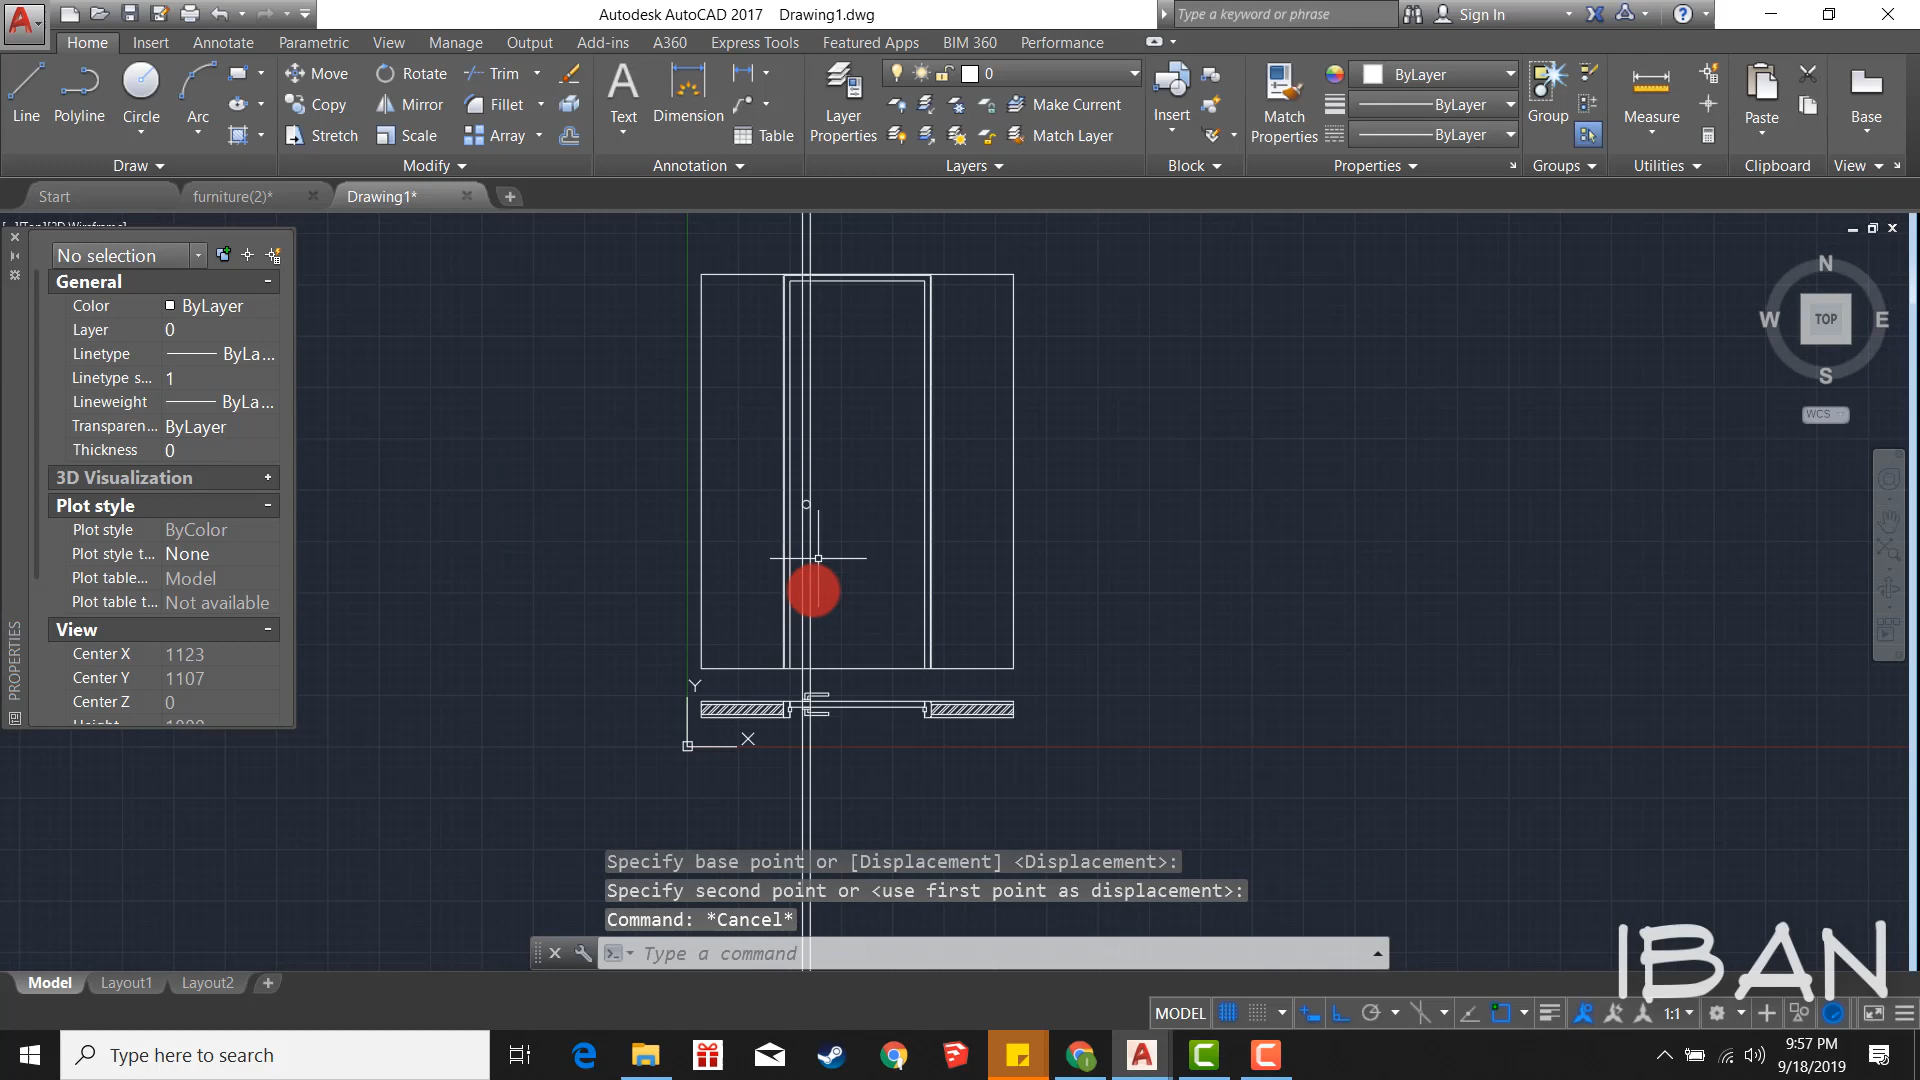 Autodesk AutoCAD 2017 Drawing1.dwg
Type a keyword or phrase
Sign In
Home Insert Annotate Parametric View Manage Output Add-ins A360 Express Tools Featured Apps BIM 360 Performance
Line Polyline Circle Arc
Move Rotate Trim
Copy Mirror Fillet
Stretch Scale Array
Text Dimension Table
Layer Properties
0
Make Current
Match Layer
Insert
Match Properties
ByLayer
ByLayer
ByLayer
Group Measure Paste Base
Draw Modify Annotation Layers Block Properties Groups Utilities Clipboard View
Start furniture(2)* Drawing1*
No selection
General
Color ByLayer
Layer 0
Linetype ByLa...
Linetype s... 1
Lineweight ByLa...
Transparen... ByLayer
Thickness 0
3D Visualization
Plot style
Plot style ByColor
Plot style t... None
Plot table... Model
Plot table t... Not available
View
Center X 1123
Center Y 1107
Center Z 0
PROPERTIES
N
W TOP E
S
WCS
Y
X
Specify base point or [Displacement] <Displacement>:
Specify second point or <use first point as displacement>:
Command: *Cancel*
Type a command
IBAN
Model Layout1 Layout2
MODEL 1:1
Type here to search
9:57 PM
9/18/2019